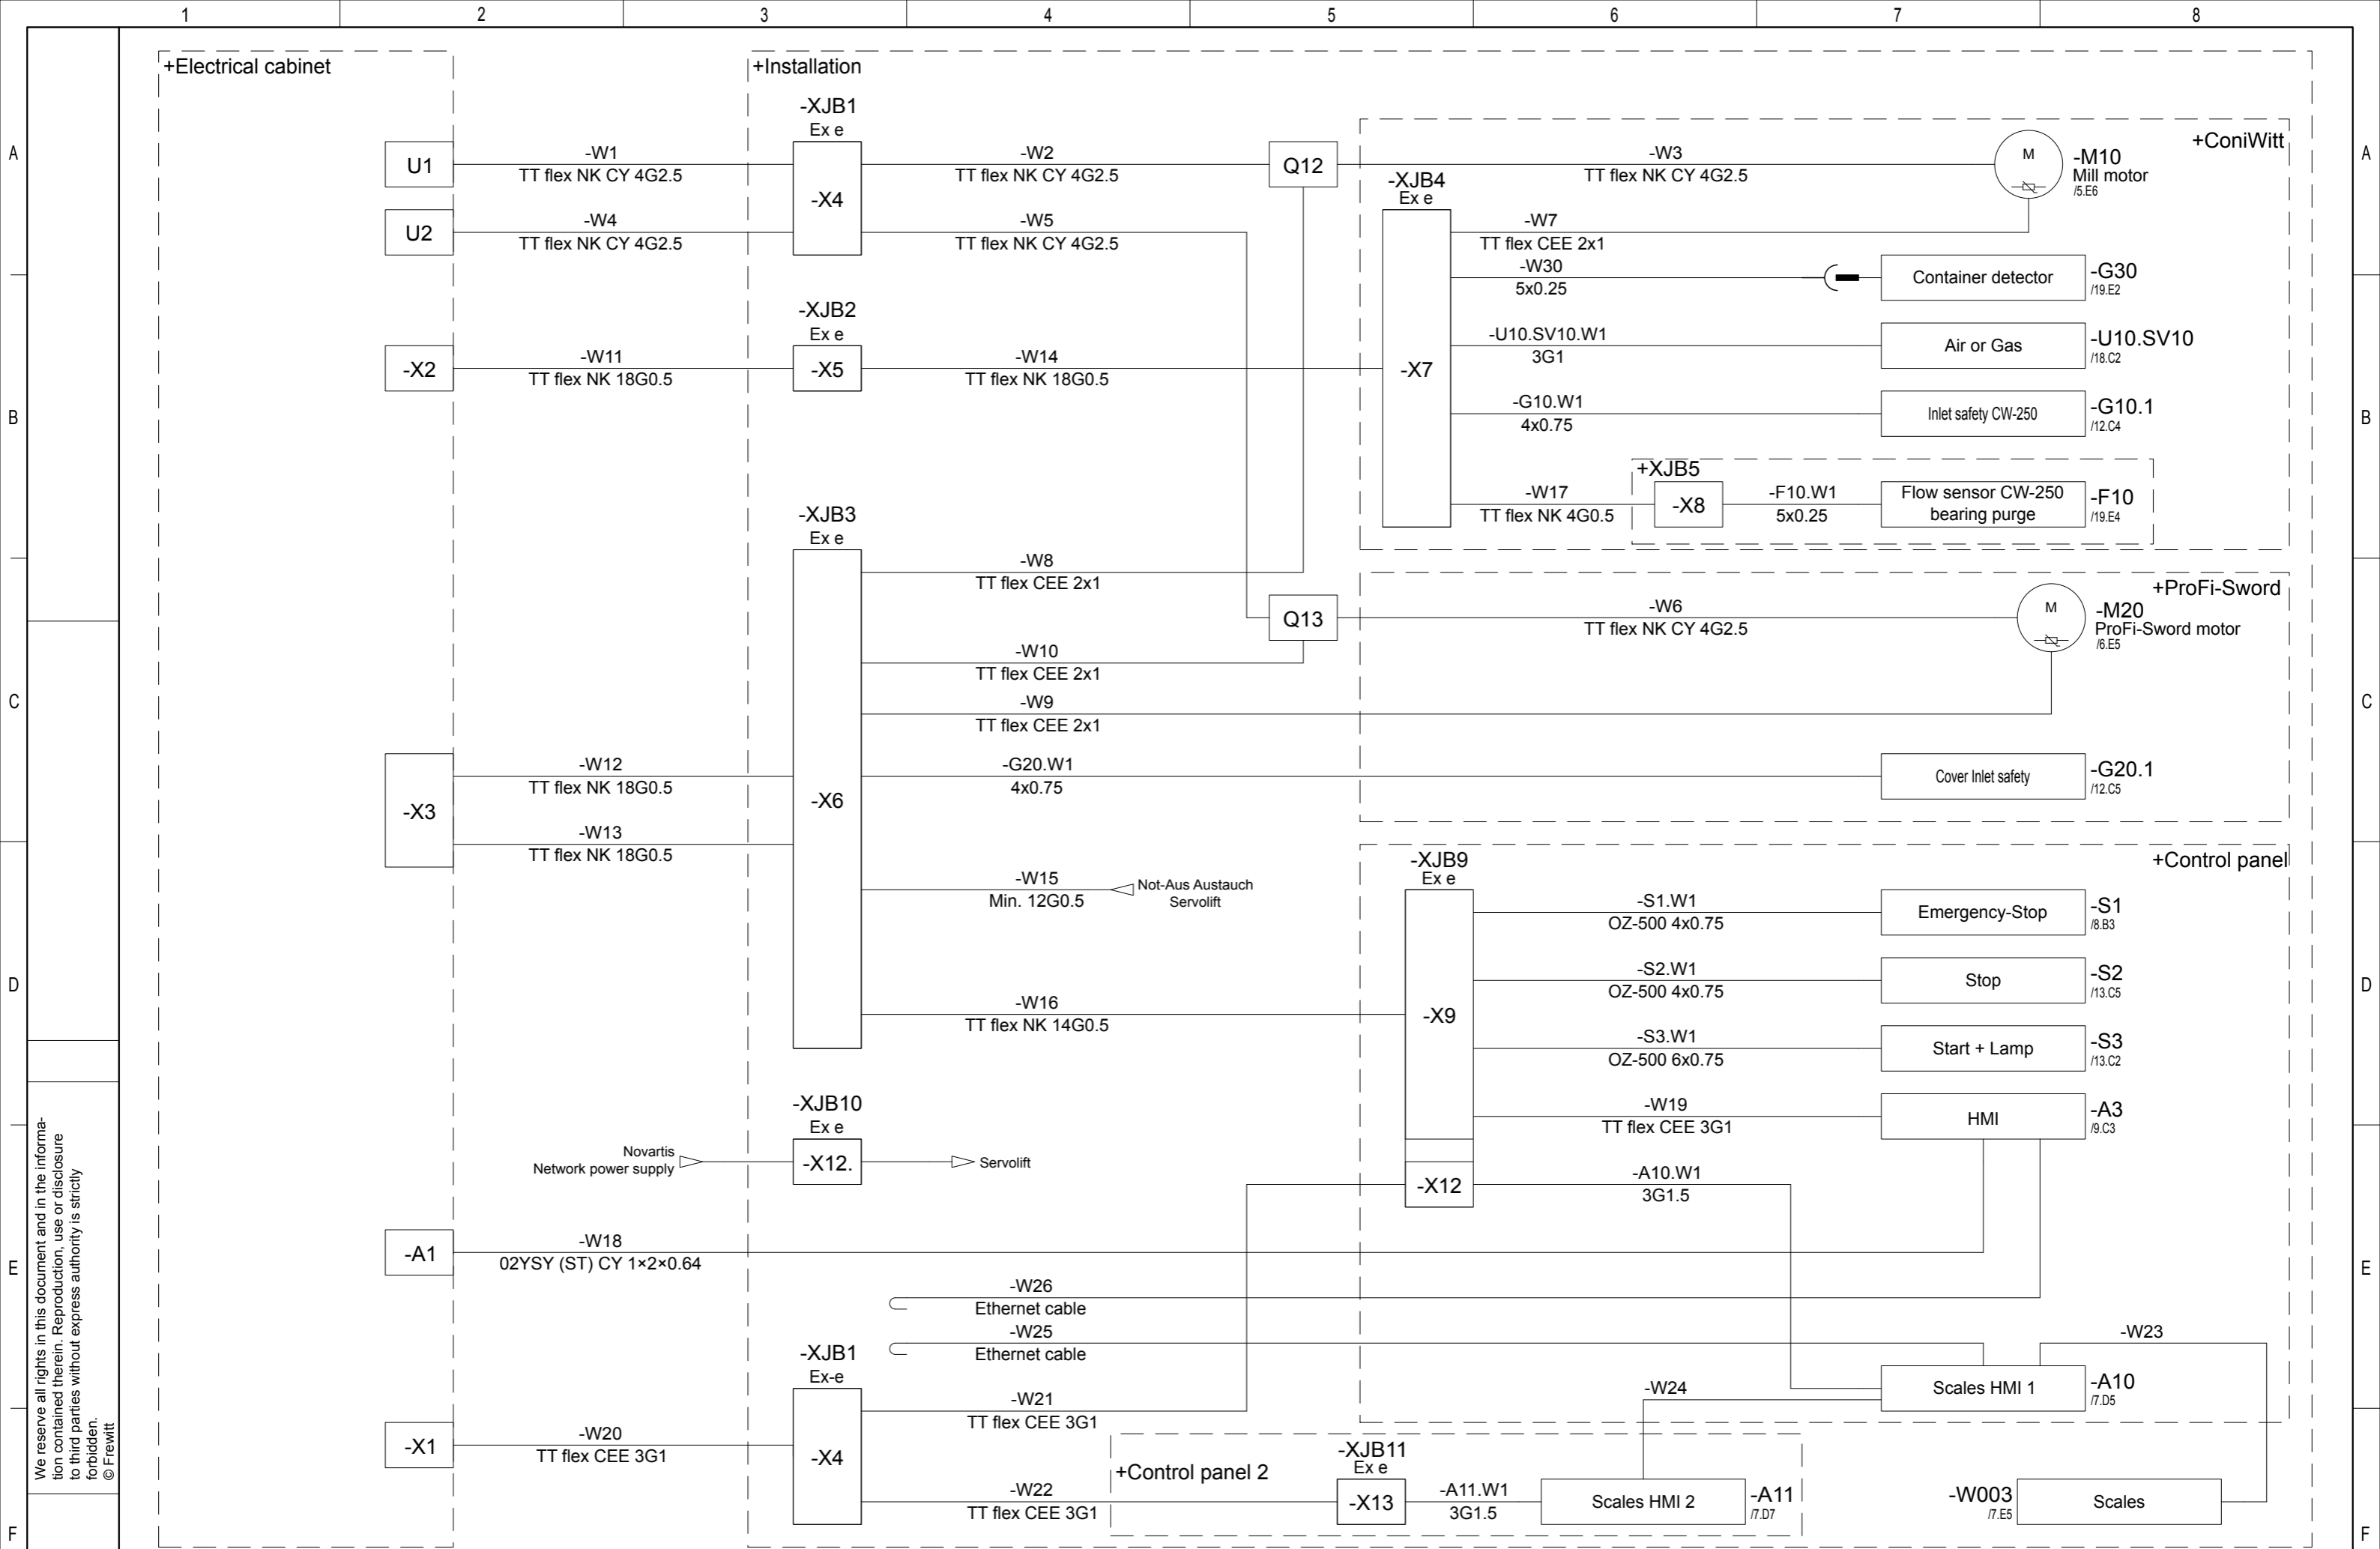 1 2 3 4 5 6 7 8
+Electrical cabinet
+Installation
-XJB1
Ex e
A
U1
-W1
TT flex NK CY 4G2.5
-X4
-W2
TT flex NK CY 4G2.5
Q12
-W3
TT flex NK CY 4G2.5
M
-M10
Mill motor
/5.E6
+ConiWitt
A
U2
-W4
TT flex NK CY 4G2.5
-W5
TT flex NK CY 4G2.5
-XJB4
Ex e
-W7
TT flex CEE 2x1
-W30
5x0.25
Container detector
-G30
/19.E2
-XJB2
Ex e
-X2
-W11
TT flex NK 18G0.5
-X5
-W14
TT flex NK 18G0.5
-X7
-U10.SV10.W1
3G1
Air or Gas
-U10.SV10
/18.C2
B
-G10.W1
4x0.75
Inlet safety CW-250
-G10.1
/12.C4
B
+XJB5
-W17
TT flex NK 4G0.5
-X8
-F10.W1
5x0.25
Flow sensor CW-250
bearing purge
-F10
/19.E4
-XJB3
Ex e
-W8
TT flex CEE 2x1
+ProFi-Sword
Q13
-W6
TT flex NK CY 4G2.5
M
-M20
ProFi-Sword motor
/6.E5
-W10
TT flex CEE 2x1
C
-W9
TT flex CEE 2x1
C
-X3
-W12
TT flex NK 18G0.5
-X6
-G20.W1
4x0.75
Cover Inlet safety
-G20.1
/12.C5
-W13
TT flex NK 18G0.5
+Control panel
-XJB9
Ex e
-W15
Min. 12G0.5
Not-Aus Austausch
Servolift
-S1.W1
OZ-500 4x0.75
Emergency-Stop
-S1
/8.B3
D
-S2.W1
OZ-500 4x0.75
Stop
-S2
/13.C5
D
-W16
TT flex NK 14G0.5
-X9
-S3.W1
OZ-500 6x0.75
Start + Lamp
-S3
/13.C2
-XJB10
Ex e
-W19
TT flex CEE 3G1
HMI
-A3
/9.C3
Novartis
Network power supply
-X12.
Servolift
-X12
-A10.W1
3G1.5
E
-A1
-W18
02YSY (ST) CY 1×2×0.64
E
-W26
Ethernet cable
-W25
Ethernet cable
-W23
-XJB1
Ex-e
-W21
TT flex CEE 3G1
-W24
Scales HMI 1
-A10
/7.D5
-X1
-W20
TT flex CEE 3G1
-X4
+Control panel 2
-XJB11
Ex e
-W22
TT flex CEE 3G1
-X13
-A11.W1
3G1.5
Scales HMI 2
-A11
/7.D7
-W003
/7.E5
Scales
F
F
We reserve all rights in this document and in the informa-
tion contained therein. Reproduction, use or disclosure
to third parties without express authority is strictly
forbidden.
© Frewitt